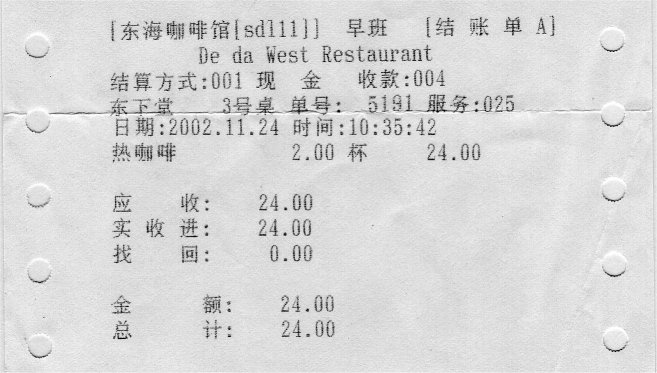 [东海咖啡馆[sdl11]] 早班 [结 账 单 A]
De da West Restaurant
结算方式:001 现 金 收款:004
东下堂 3号桌 单号: 5191 服务:025
日期:2002.11.24 时间:10:35:42
热咖啡 2.00 杯 24.00
应 收: 24.00
实 收 进: 24.00
找 回: 0.00
金 额: 24.00
总 计: 24.00